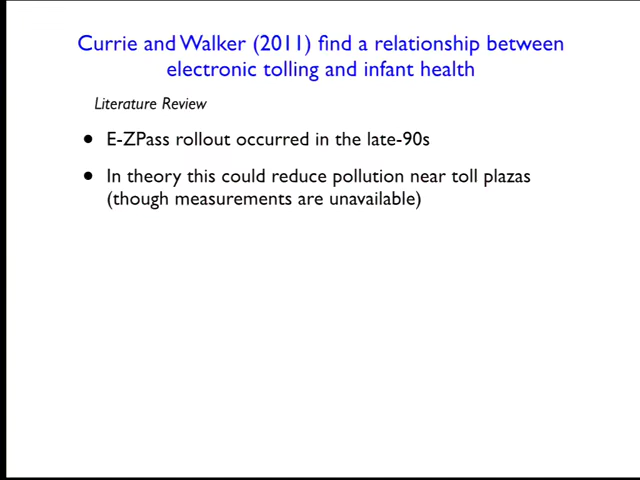 Currie and Walker (2011) find a relationship between
electronic tolling and infant health
Literature Review
• E-ZPass rollout occurred in the late-90s
• In theory this could reduce pollution near toll plazas
(though measurements are unavailable)